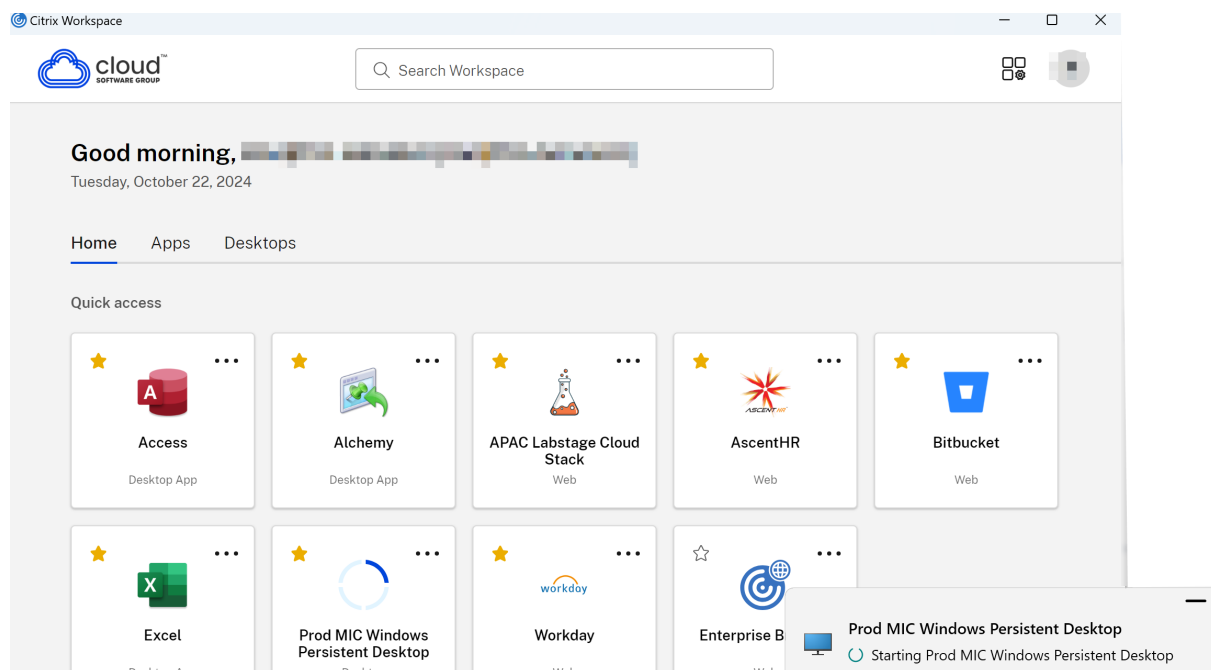 Citrix Workspace
cloud™
SOFTWARE GROUP
Search Workspace
Good morning,
Tuesday, October 22, 2024
Home Apps Desktops
Quick access
A
Access
Desktop App
Alchemy
Desktop App
APAC Labstage Cloud
Stack
Web
ASCENT HR
AscentHR
Web
Bitbucket
Web
X
Excel
Prod MIC Windows
Persistent Desktop
workday
Workday
Enterprise B
Prod MIC Windows Persistent Desktop
Starting Prod MIC Windows Persistent Desktop